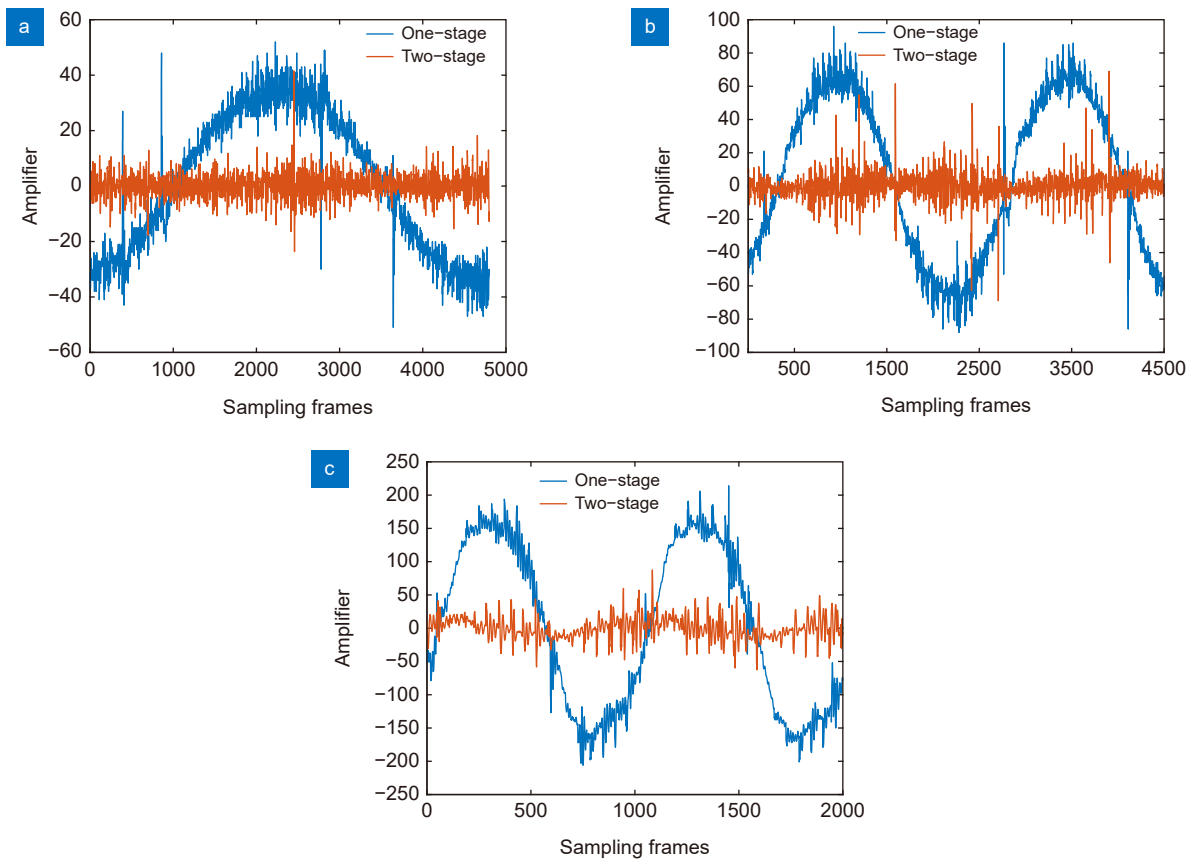 a
60
40
20
0
−20
−40
−60
Amplifier
0 1000 2000 3000 4000 5000
Sampling frames
One−stage
Two−stage
b
100
80
60
40
20
0
−20
−40
−60
−80
−100
Amplifier
500 1500 2500 3500 4500
Sampling frames
One−stage
Two−stage
c
250
200
150
100
50
0
−50
−100
−150
−200
−250
Amplifier
0 500 1000 1500 2000
Sampling frames
One−stage
Two−stage